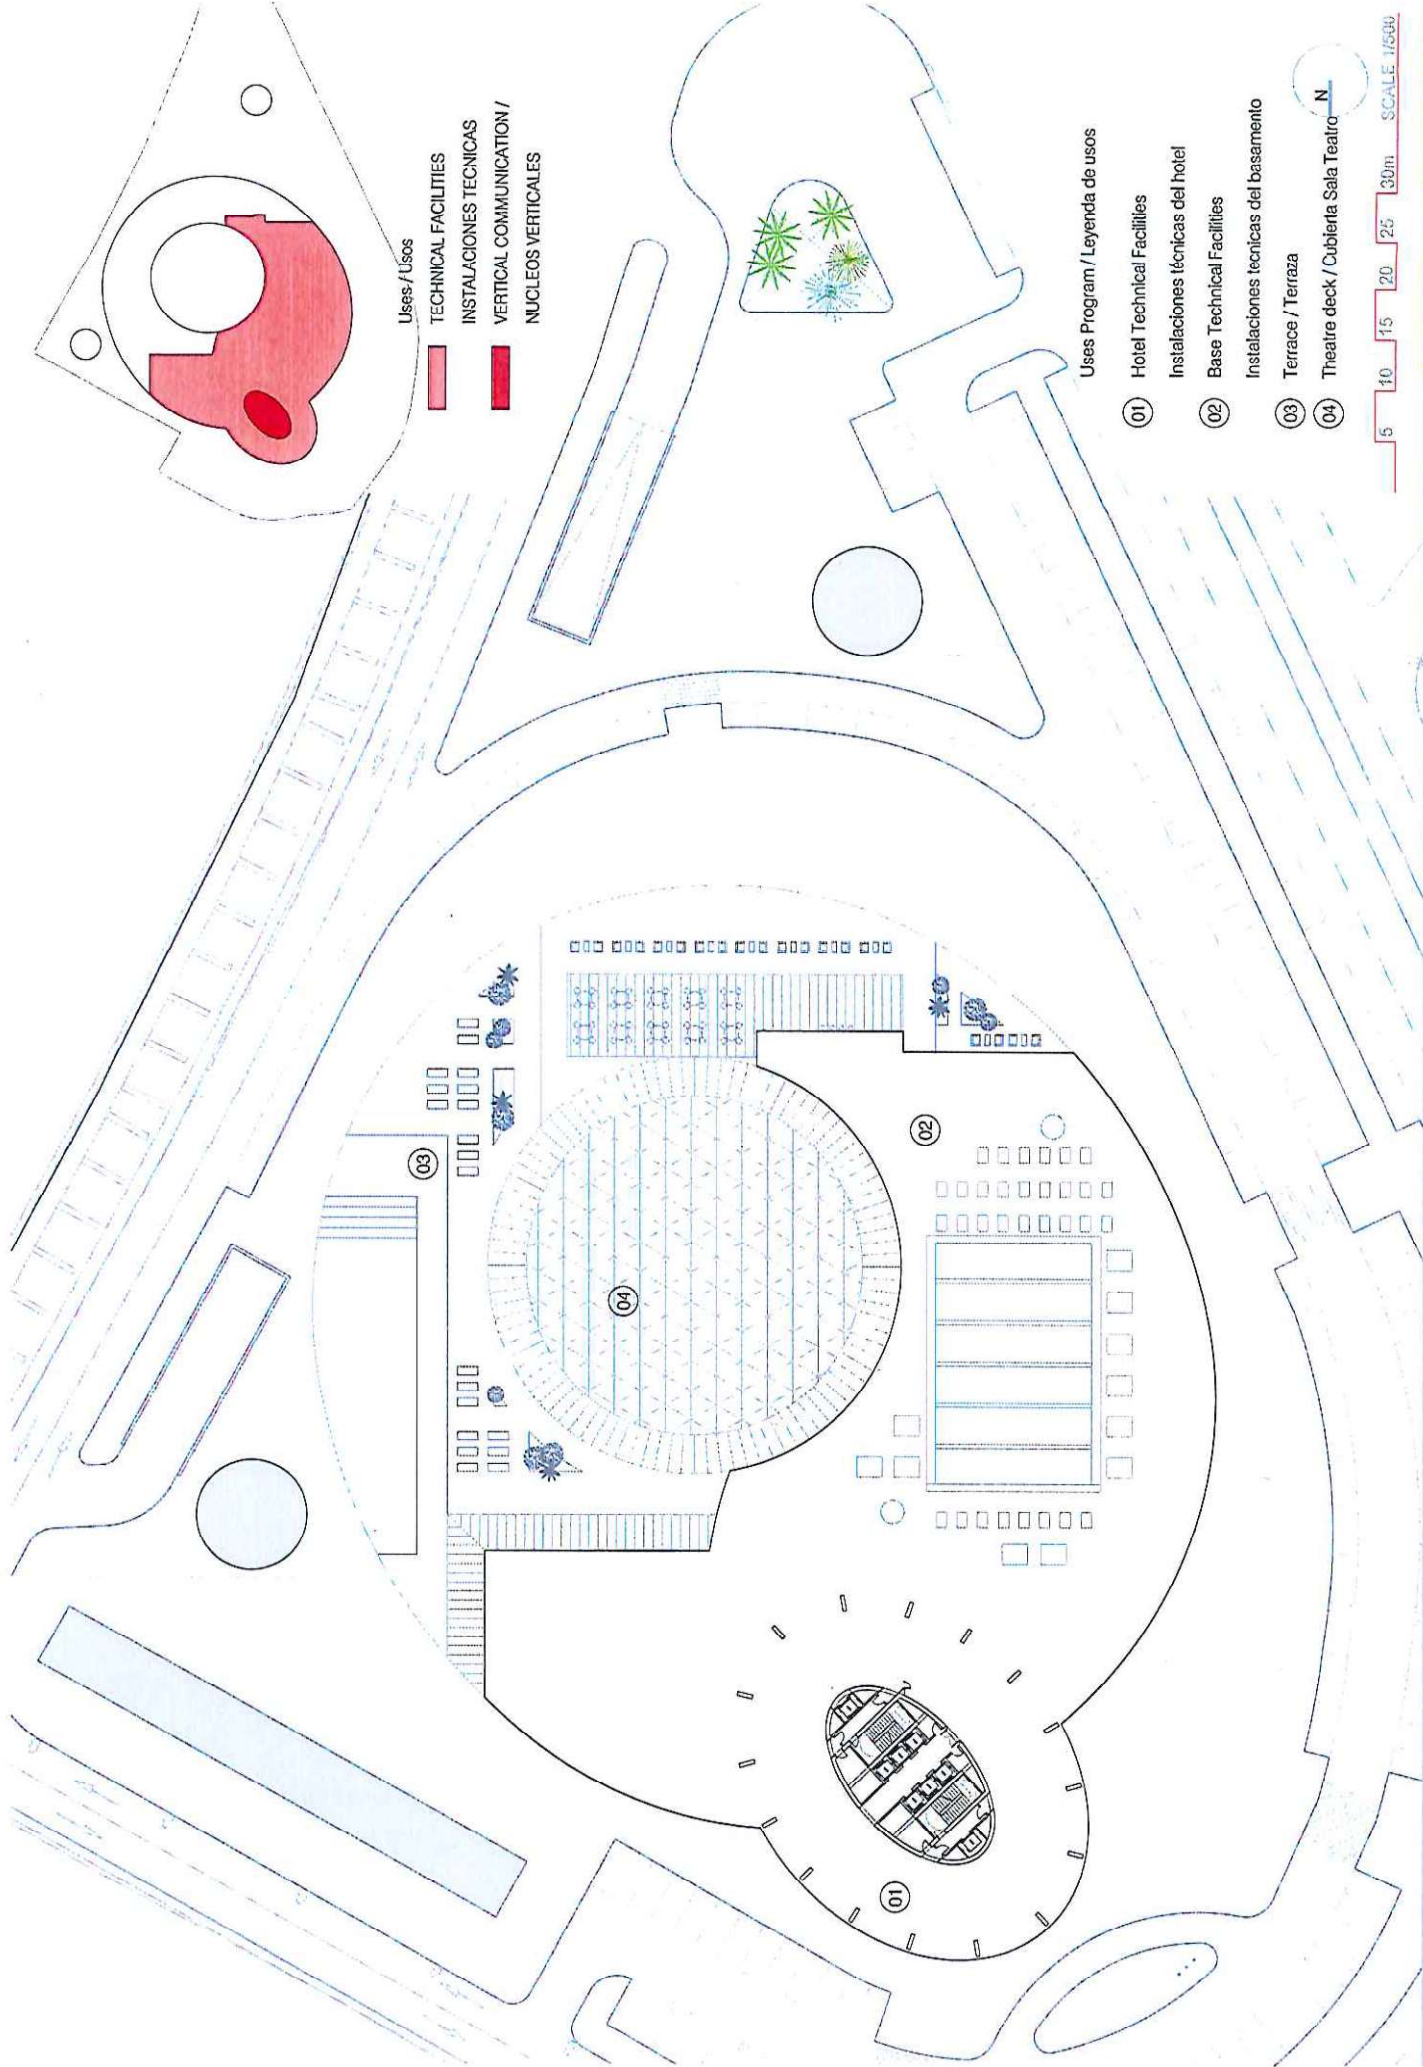 Uses / Usos
TECHNICAL FACILITIES
INSTALACIONES TECNICAS
VERTICAL COMMUNICATION /
NUCLEOS VERTICALES
03
04
02
01
Uses Program / Leyenda de usos
01 Hotel Technical Facilities
Instalaciones técnicas del hotel
02 Base Technical Facilities
Instalaciones tecnicas del basamento
03 Terrace / Terraza
04 Theatre deck / Cubierta Sala Teatro
N
5 10 15 20 25 30m SCALE 1/500